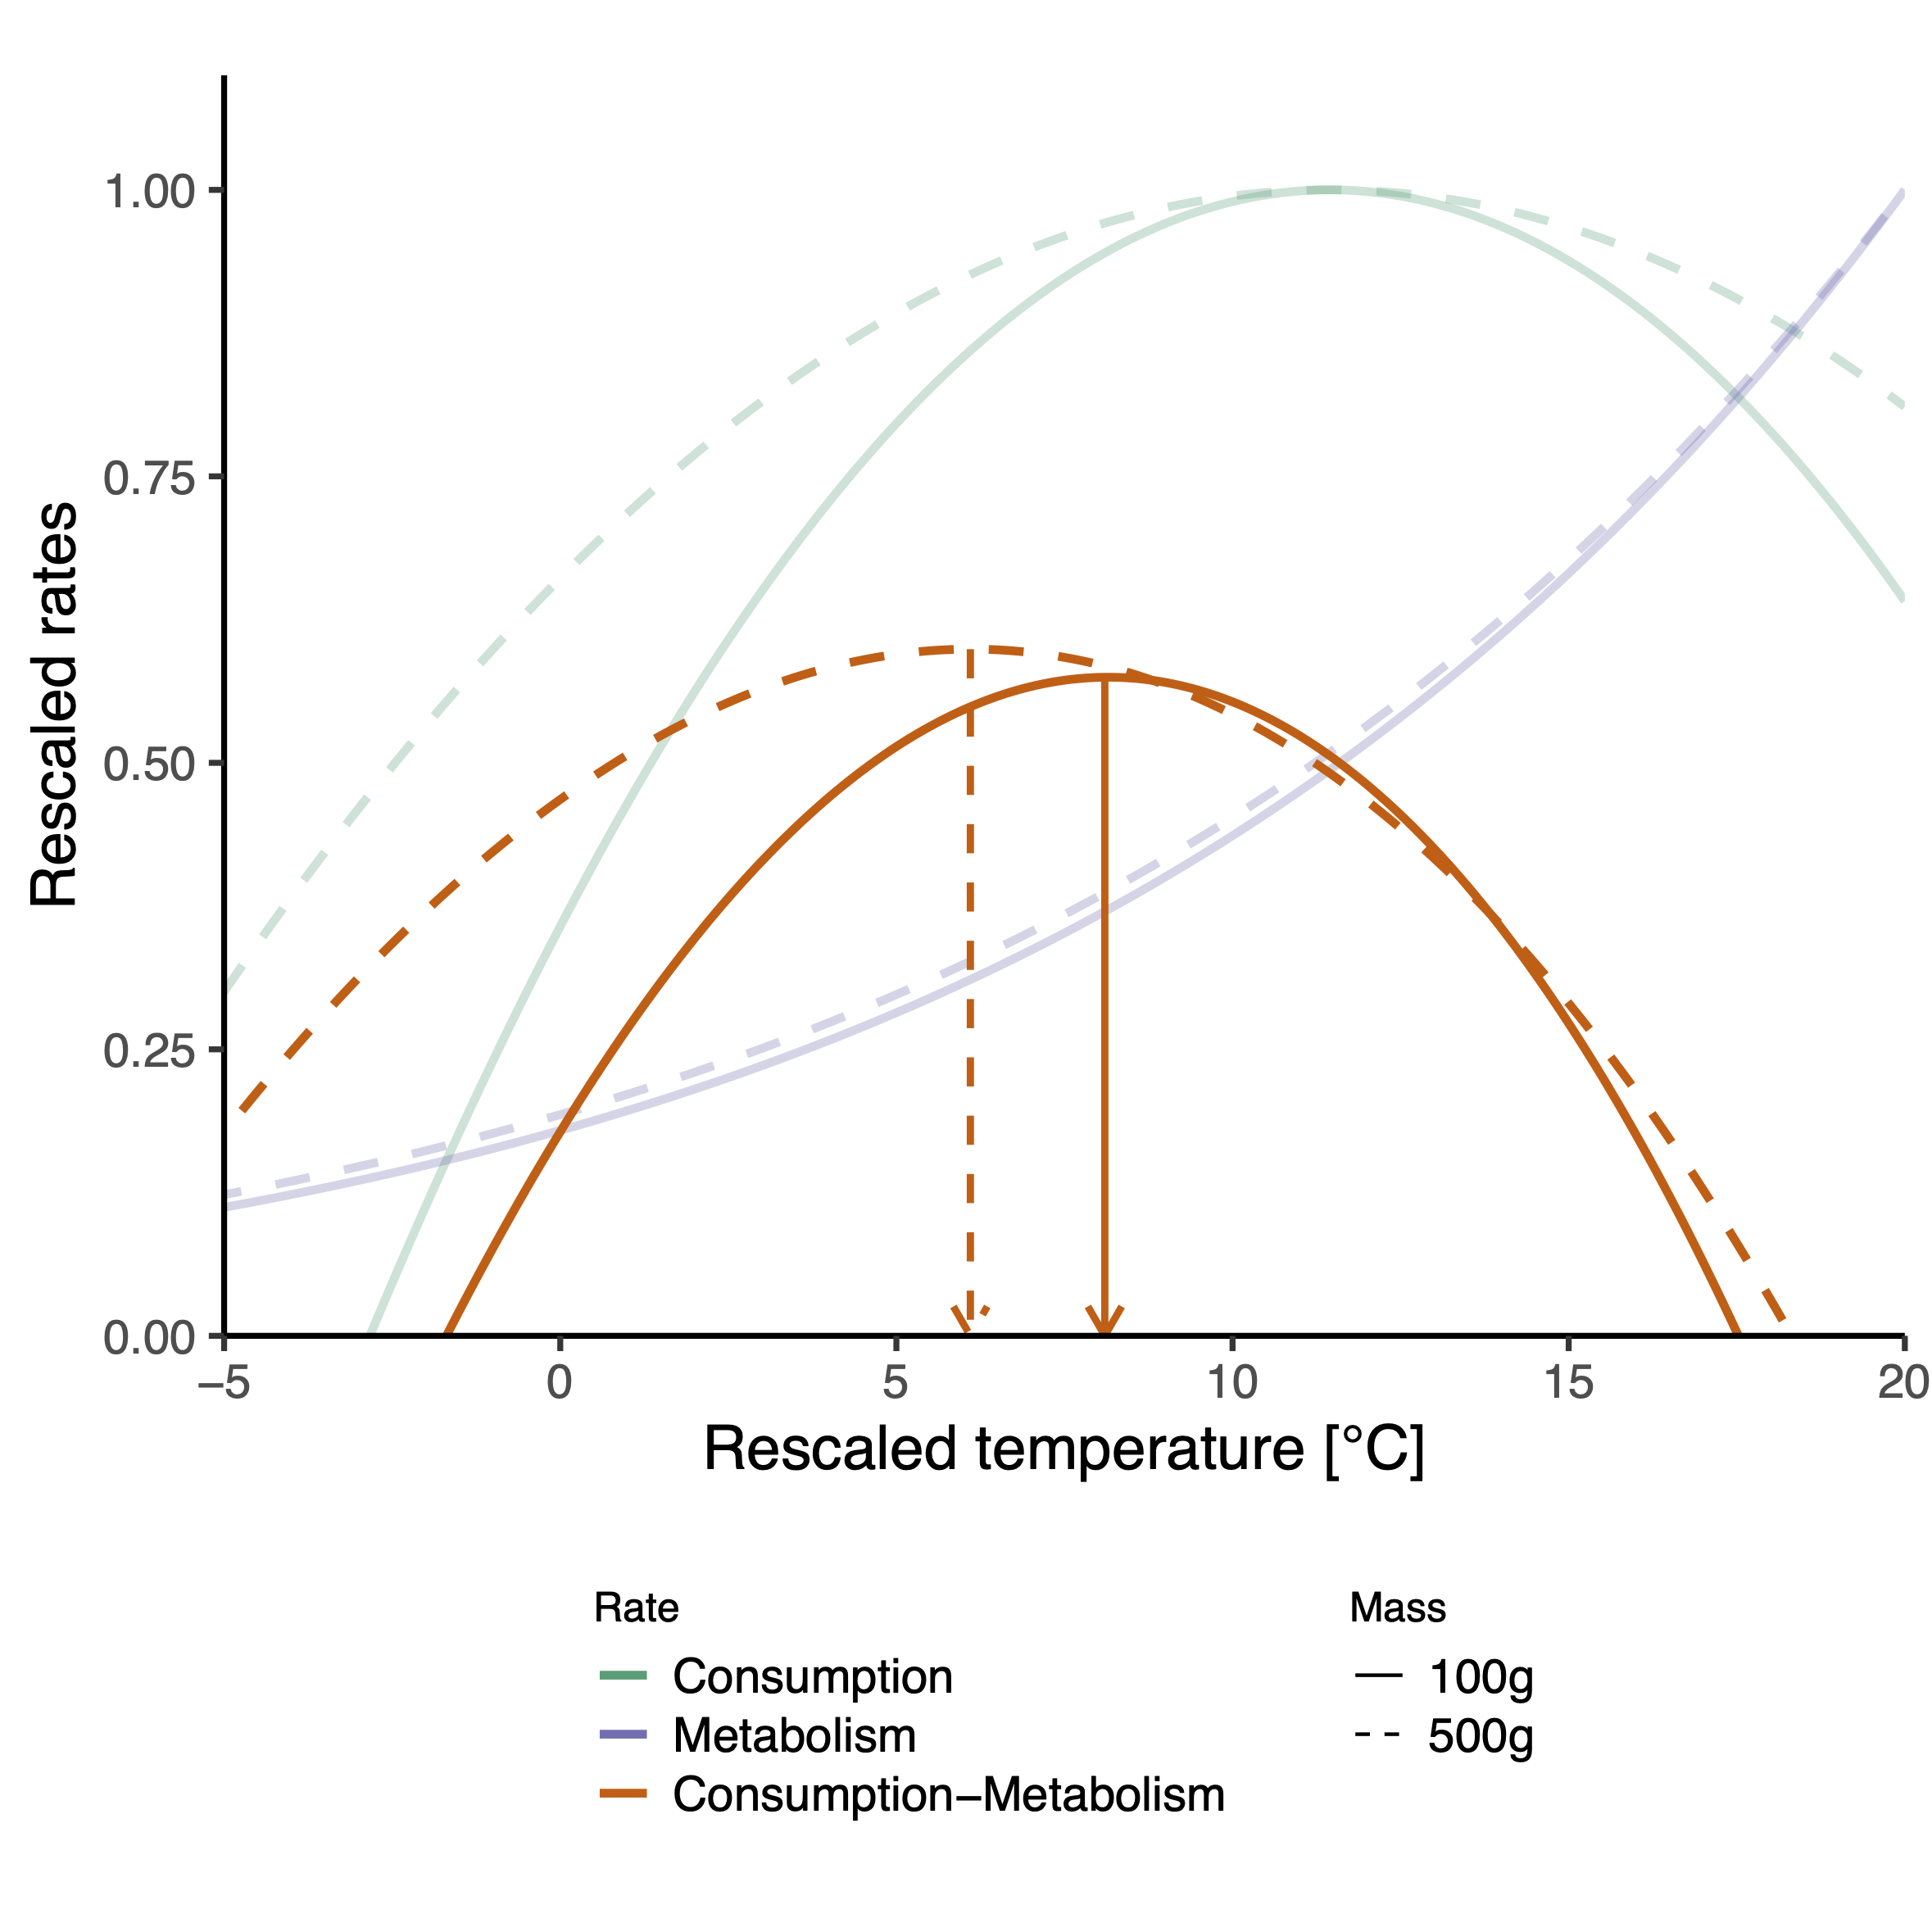 Rescaled rates
1.00
0.75
0.50
0.25
0.00
−5 0 5 10 15 20
Rescaled temperature [°C]
Rate
Consumption
Metabolism
Consumption−Metabolism
Mass
100g
500g